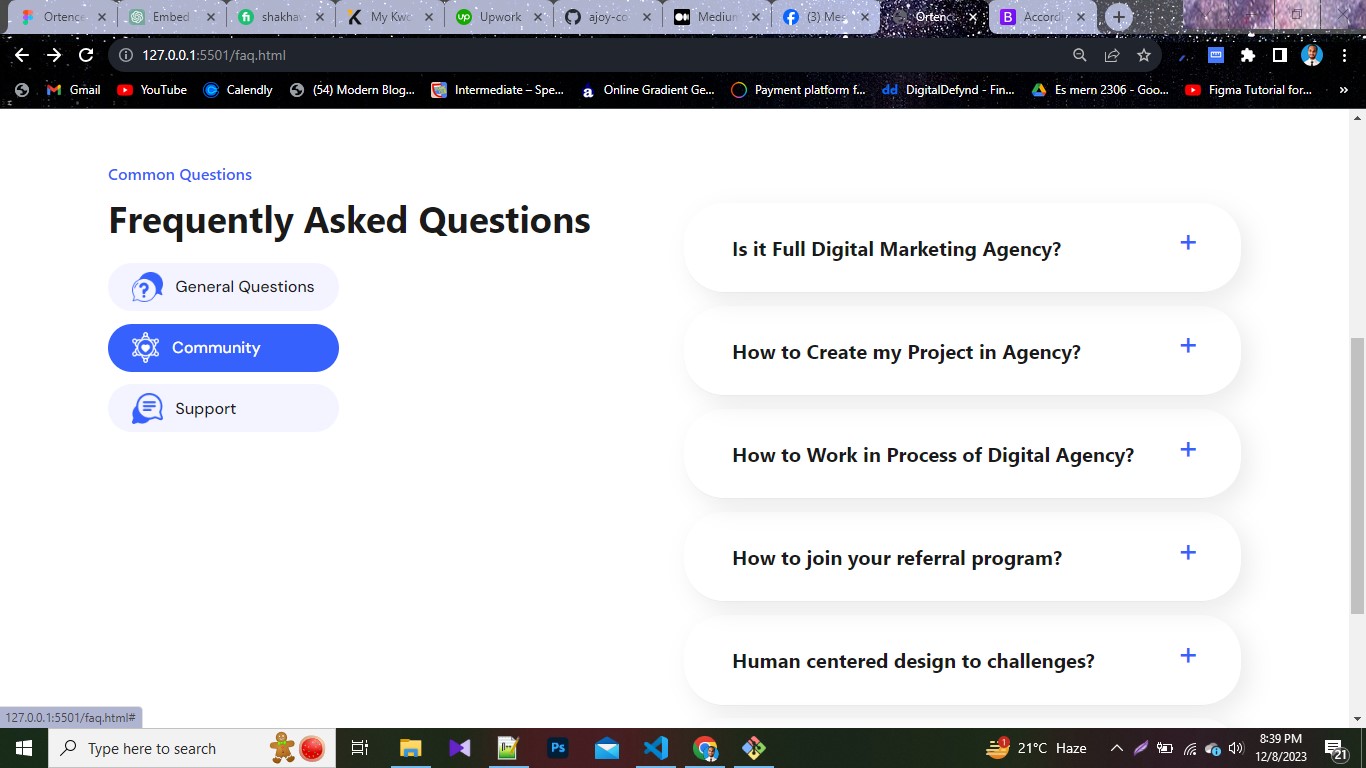 Ortenc
Embed
shakha
My Kwo
Upwork
ajoy-co
Medium
(3) Mes
Ortenc
Accordi
127.0.0.1:5501/faq.html
Gmail
YouTube
Calendly
(54) Modern Blog...
Intermediate – Spe...
Online Gradient Ge...
Payment platform f...
DigitalDefynd - Fin...
Es mern 2306 - Goo...
Figma Tutorial for...
»
Common Questions
Frequently Asked Questions
General Questions
Community
Support
Is it Full Digital Marketing Agency?
How to Create my Project in Agency?
How to Work in Process of Digital Agency?
How to join your referral program?
Human centered design to challenges?
127.0.0.1:5501/faq.html#
Type here to search
Ps
1
21°C Haze
8:39 PM
12/8/2023
21